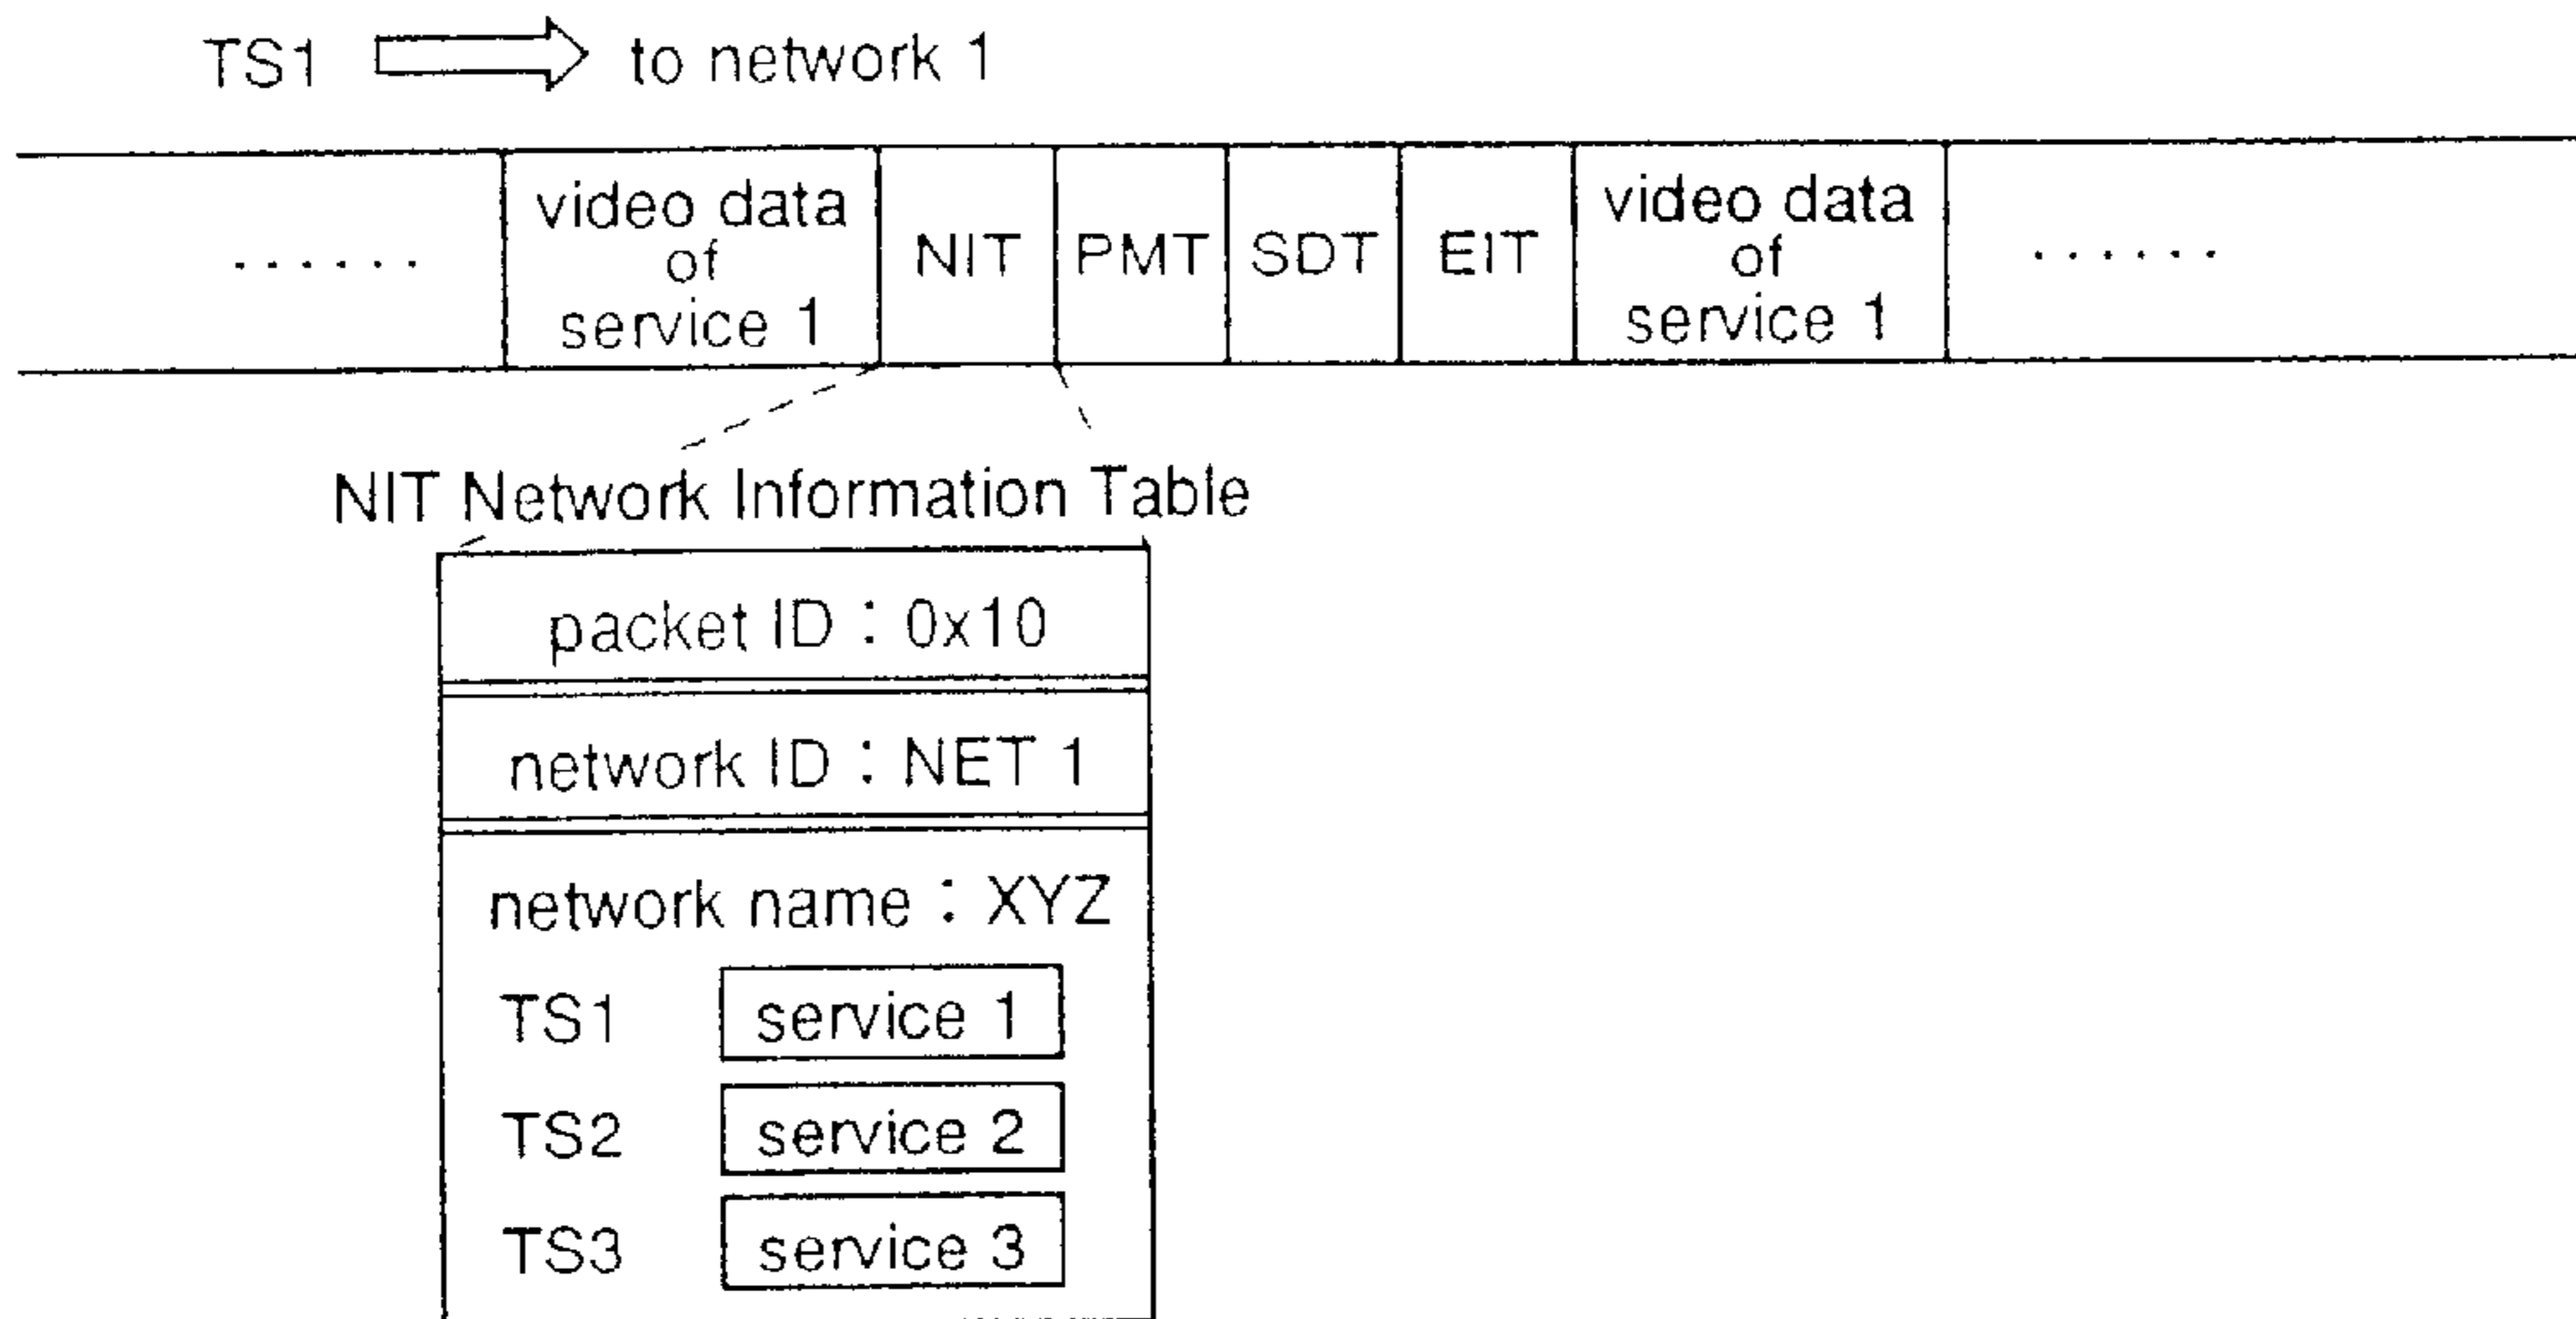 TS1 to network 1
...... video data of service 1 NIT PMT SDT EIT video data of service 1 ......
NIT Network Information Table
packet ID : 0x10
network ID : NET 1
network name : XYZ
TS1 service 1
TS2 service 2
TS3 service 3